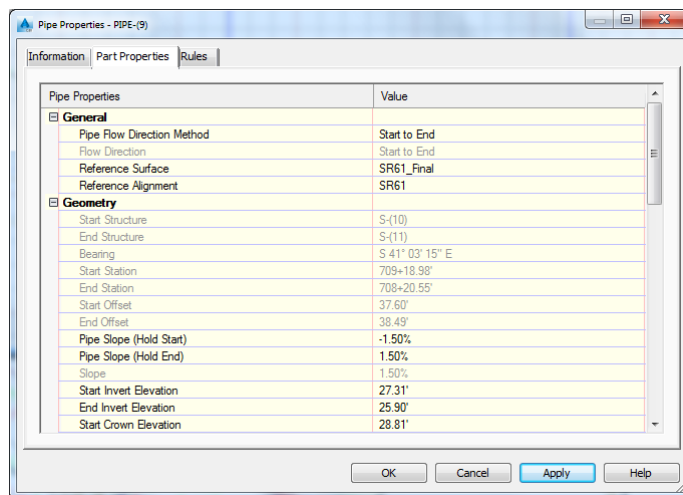 Pipe Properties - PIPE-(9)
Information Part Properties Rules
Pipe Properties Value
General
Pipe Flow Direction Method Start to End
Flow Direction Start to End
Reference Surface SR61_Final
Reference Alignment SR61
Geometry
Start Structure S-(10)
End Structure S-(11)
Bearing S 41° 03' 15" E
Start Station 709+18.98'
End Station 708+20.55'
Start Offset 37.60'
End Offset 38.49'
Pipe Slope (Hold Start) -1.50%
Pipe Slope (Hold End) 1.50%
Slope 1.50%
Start Invert Elevation 27.31'
End Invert Elevation 25.90'
Start Crown Elevation 28.81'
OK Cancel Apply Help